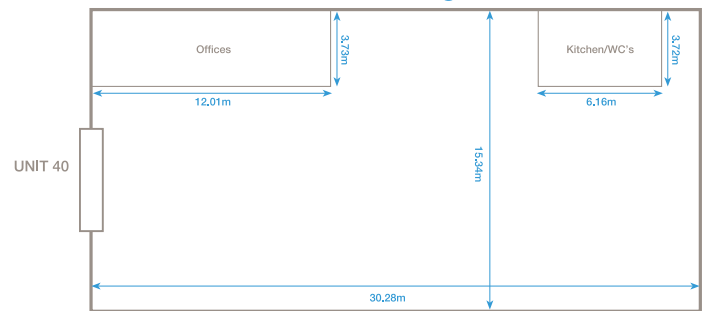 Offices
3.73m
Kitchen/WC's
3.72m
12.01m
6.16m
UNIT 40
15.34m
30.28m